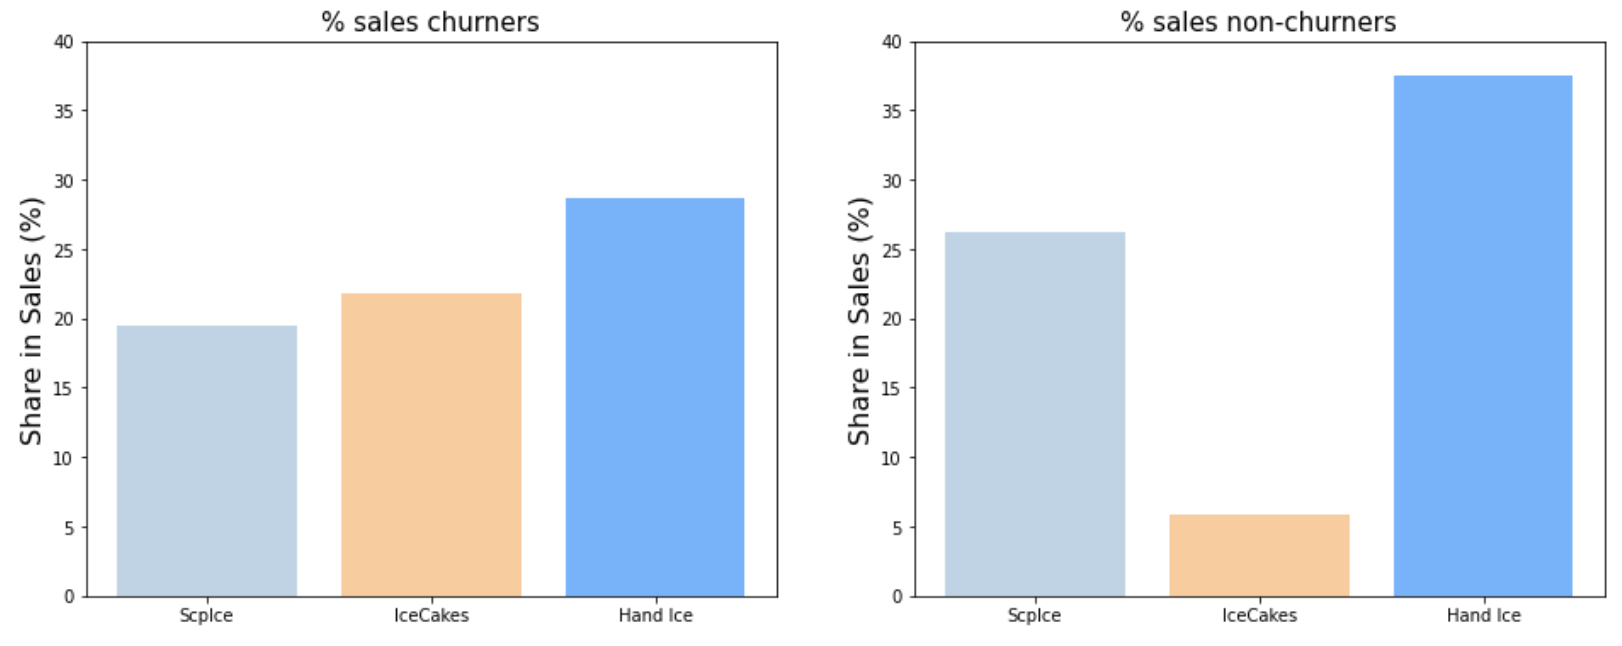 % sales churners
Share in Sales (%)
40
35
30
25
20
15
10
5
0
ScpIce
IceCakes
Hand Ice
% sales non-churners
Share in Sales (%)
40
35
30
25
20
15
10
5
0
ScpIce
IceCakes
Hand Ice